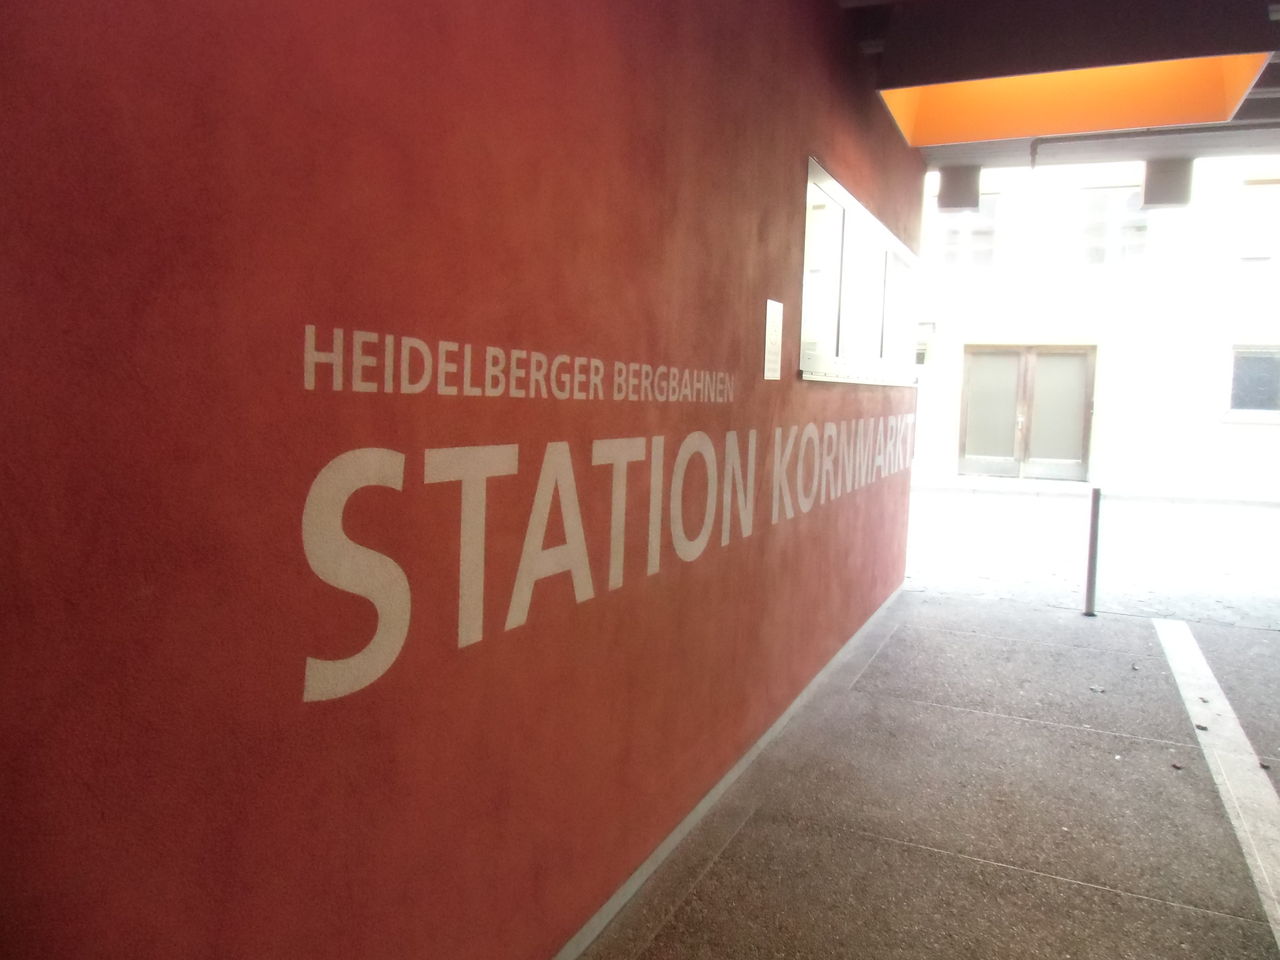 HEIDELBERGER BERGBAHNEN
STATION KORNMARKT